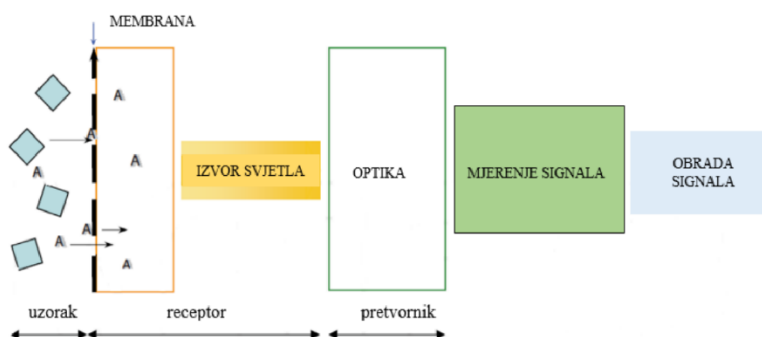 MEMBRANA
A
A
A
A
A
A
A
IZVOR SVJETLA
OPTIKA
MJERENJE SIGNALA
OBRADA
SIGNALA
uzorak
receptor
pretvornik